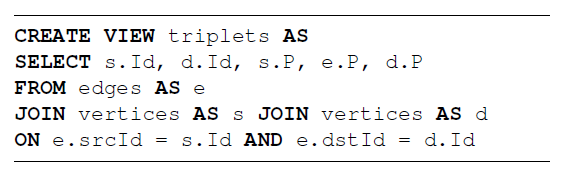 CREATE VIEW triplets AS
SELECT s.Id, d.Id, s.P, e.P, d.P
FROM edges AS e
JOIN vertices AS s JOIN vertices AS d
ON e.srcId = s.Id AND e.dstId = d.Id